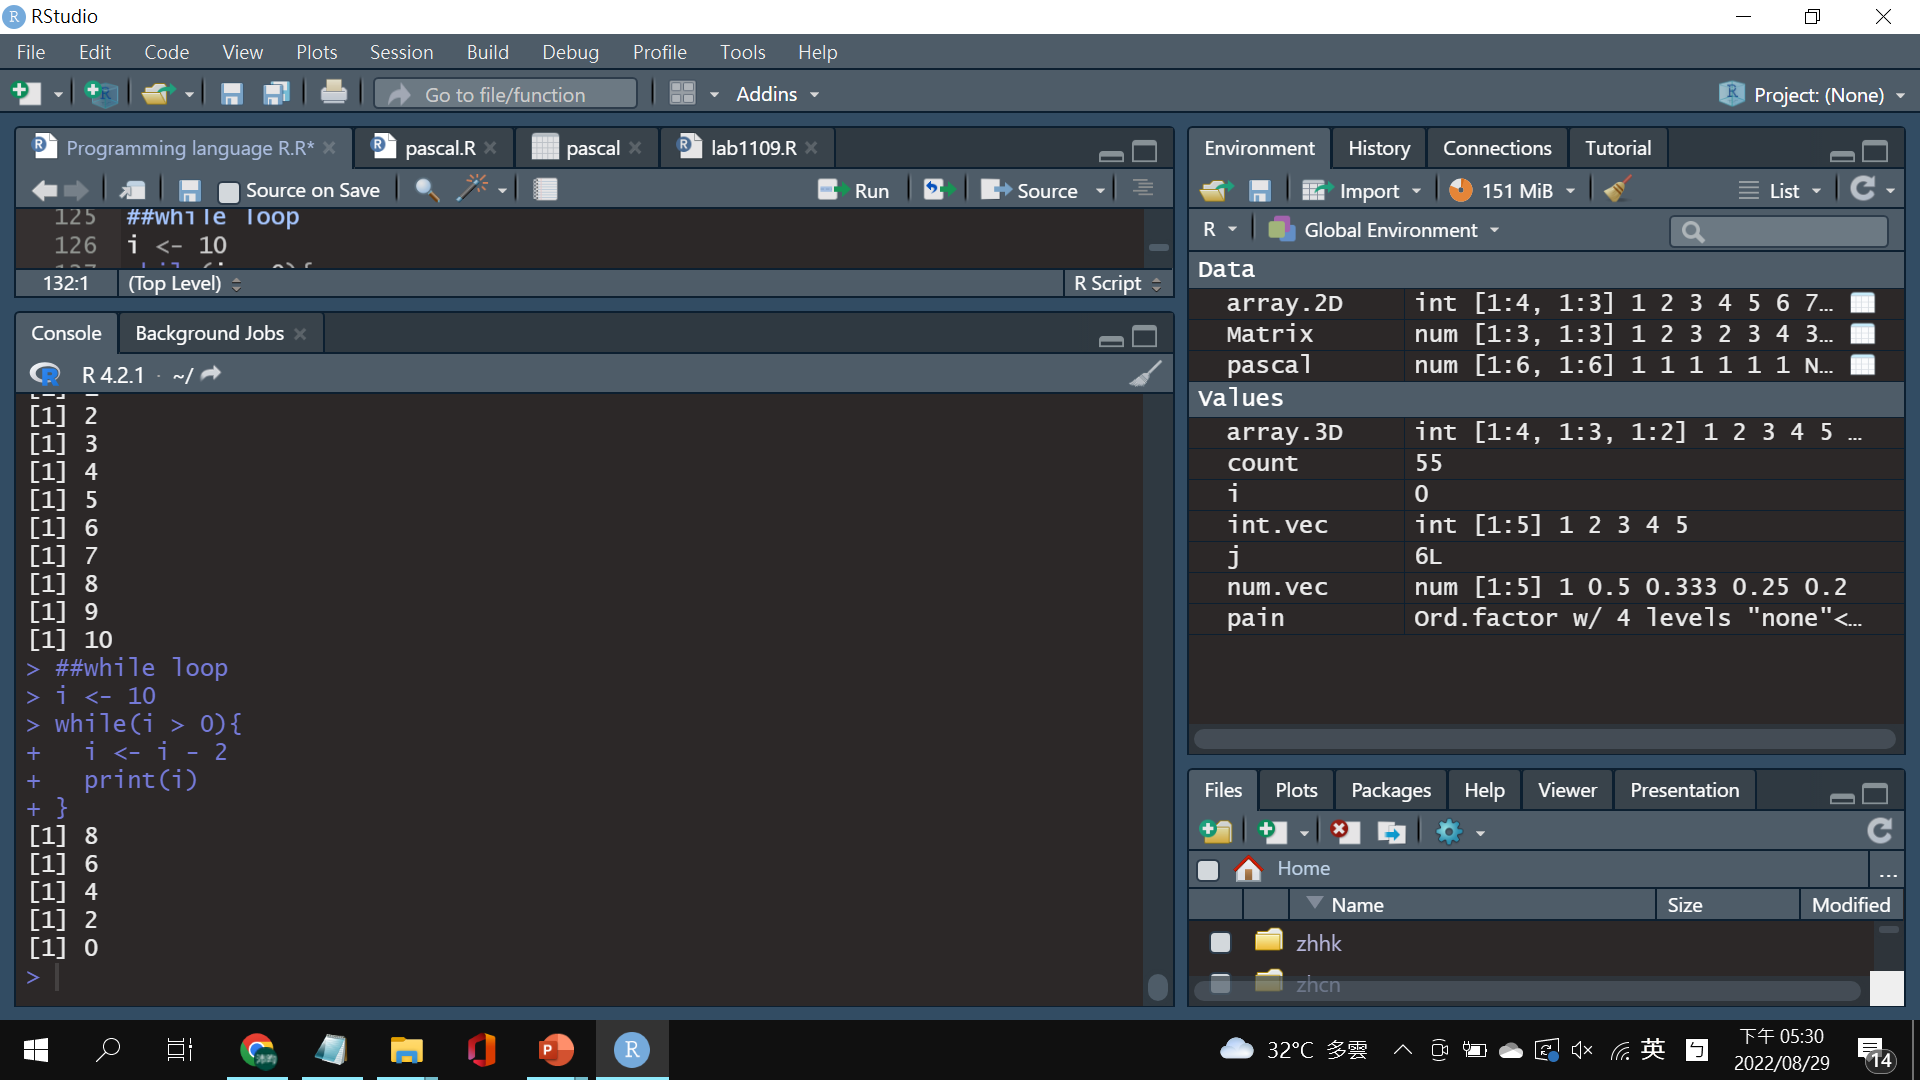 RStudio
File Edit Code View Plots Session Build Debug Profile Tools Help
Go to file/function Addins Project: (None)
Programming language R.R* pascal.R pascal lab1109.R
Source on Save Run Source
125 ##while loop
126 i <- 10
132:1 (Top Level) R Script
Console Background Jobs
R 4.2.1 · ~/
[1] 2
[1] 3
[1] 4
[1] 5
[1] 6
[1] 7
[1] 8
[1] 9
[1] 10
> ##while loop
> i <- 10
> while(i > 0){
+   i <- i - 2
+   print(i)
+ }
[1] 8
[1] 6
[1] 4
[1] 2
[1] 0
>
Environment History Connections Tutorial
Import 151 MiB List
R Global Environment
Data
array.2D int [1:4, 1:3] 1 2 3 4 5 6 7…
Matrix num [1:3, 1:3] 1 2 3 2 3 4 3…
pascal num [1:6, 1:6] 1 1 1 1 1 1 N…
Values
array.3D int [1:4, 1:3, 1:2] 1 2 3 4 5 …
count 55
i 0
int.vec int [1:5] 1 2 3 4 5
j 6L
num.vec num [1:5] 1 0.5 0.333 0.25 0.2
pain Ord.factor w/ 4 levels "none"<…
Files Plots Packages Help Viewer Presentation
Home ...
Name Size Modified
zhhk
zhcn
R 32°C 多雲 英 ㄅ 下午 05:30
2022/08/29 14